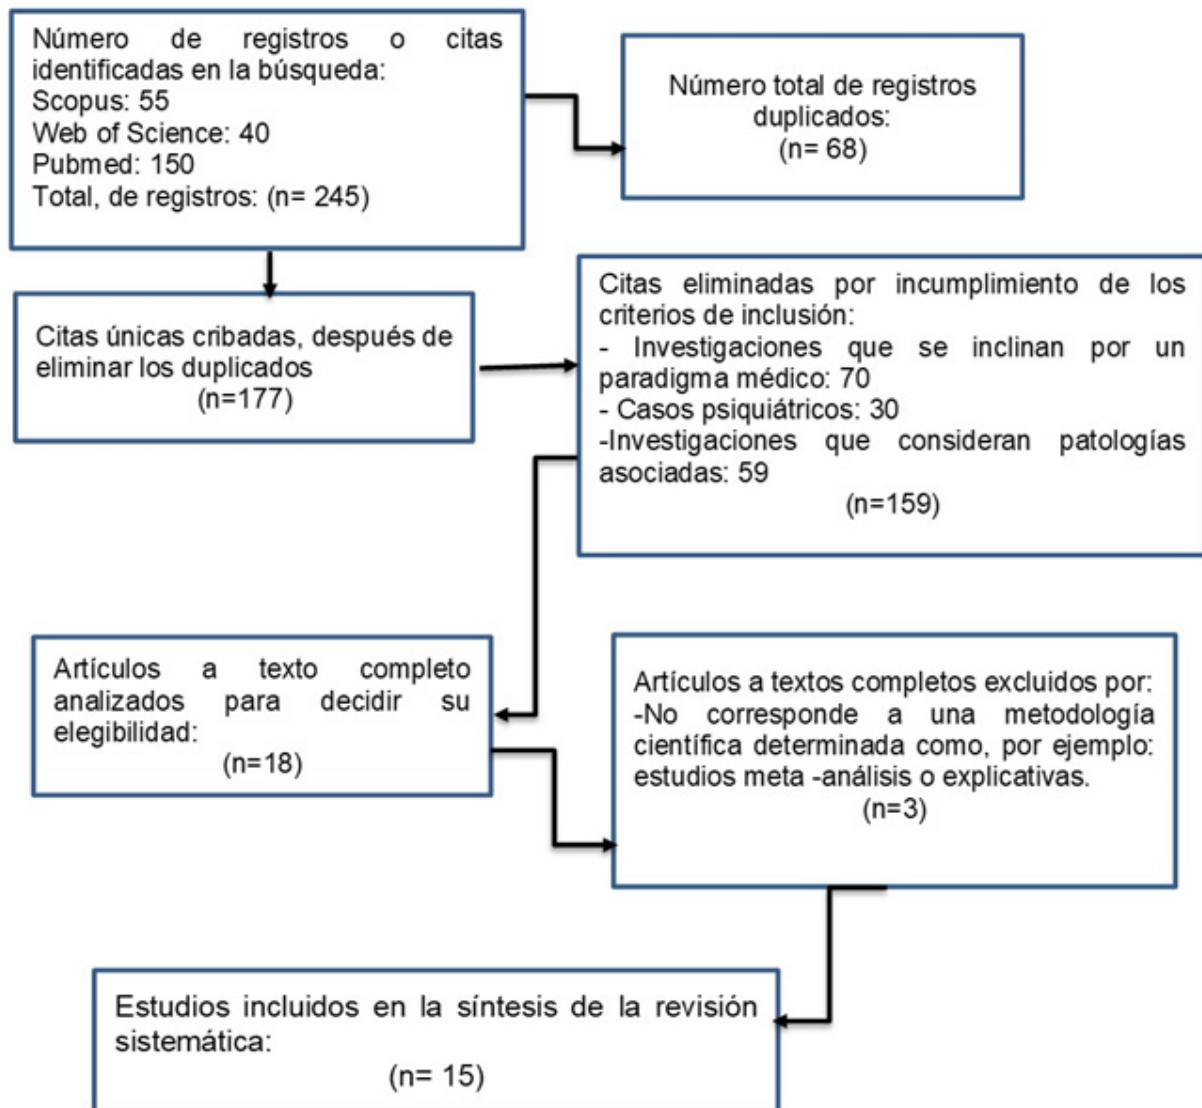 Número de registros o citas
identificadas en la búsqueda:
Scopus: 55
Web of Science: 40
Pubmed: 150
Total, de registros: (n= 245)
Número total de registros
duplicados:
(n= 68)
Citas únicas cribadas, después de
eliminar los duplicados
(n=177)
Citas eliminadas por incumplimiento de los
criterios de inclusión:
- Investigaciones que se inclinan por un
paradigma médico: 70
- Casos psiquiátricos: 30
-Investigaciones que consideran patologías
asociadas: 59
(n=159)
Artículos a texto completo
analizados para decidir su
elegibilidad:
(n=18)
Artículos a textos completos excluidos por:
-No corresponde a una metodología
científica determinada como, por ejemplo:
estudios meta -análisis o explicativas.
(n=3)
Estudios incluidos en la síntesis de la revisión
sistemática:
(n= 15)